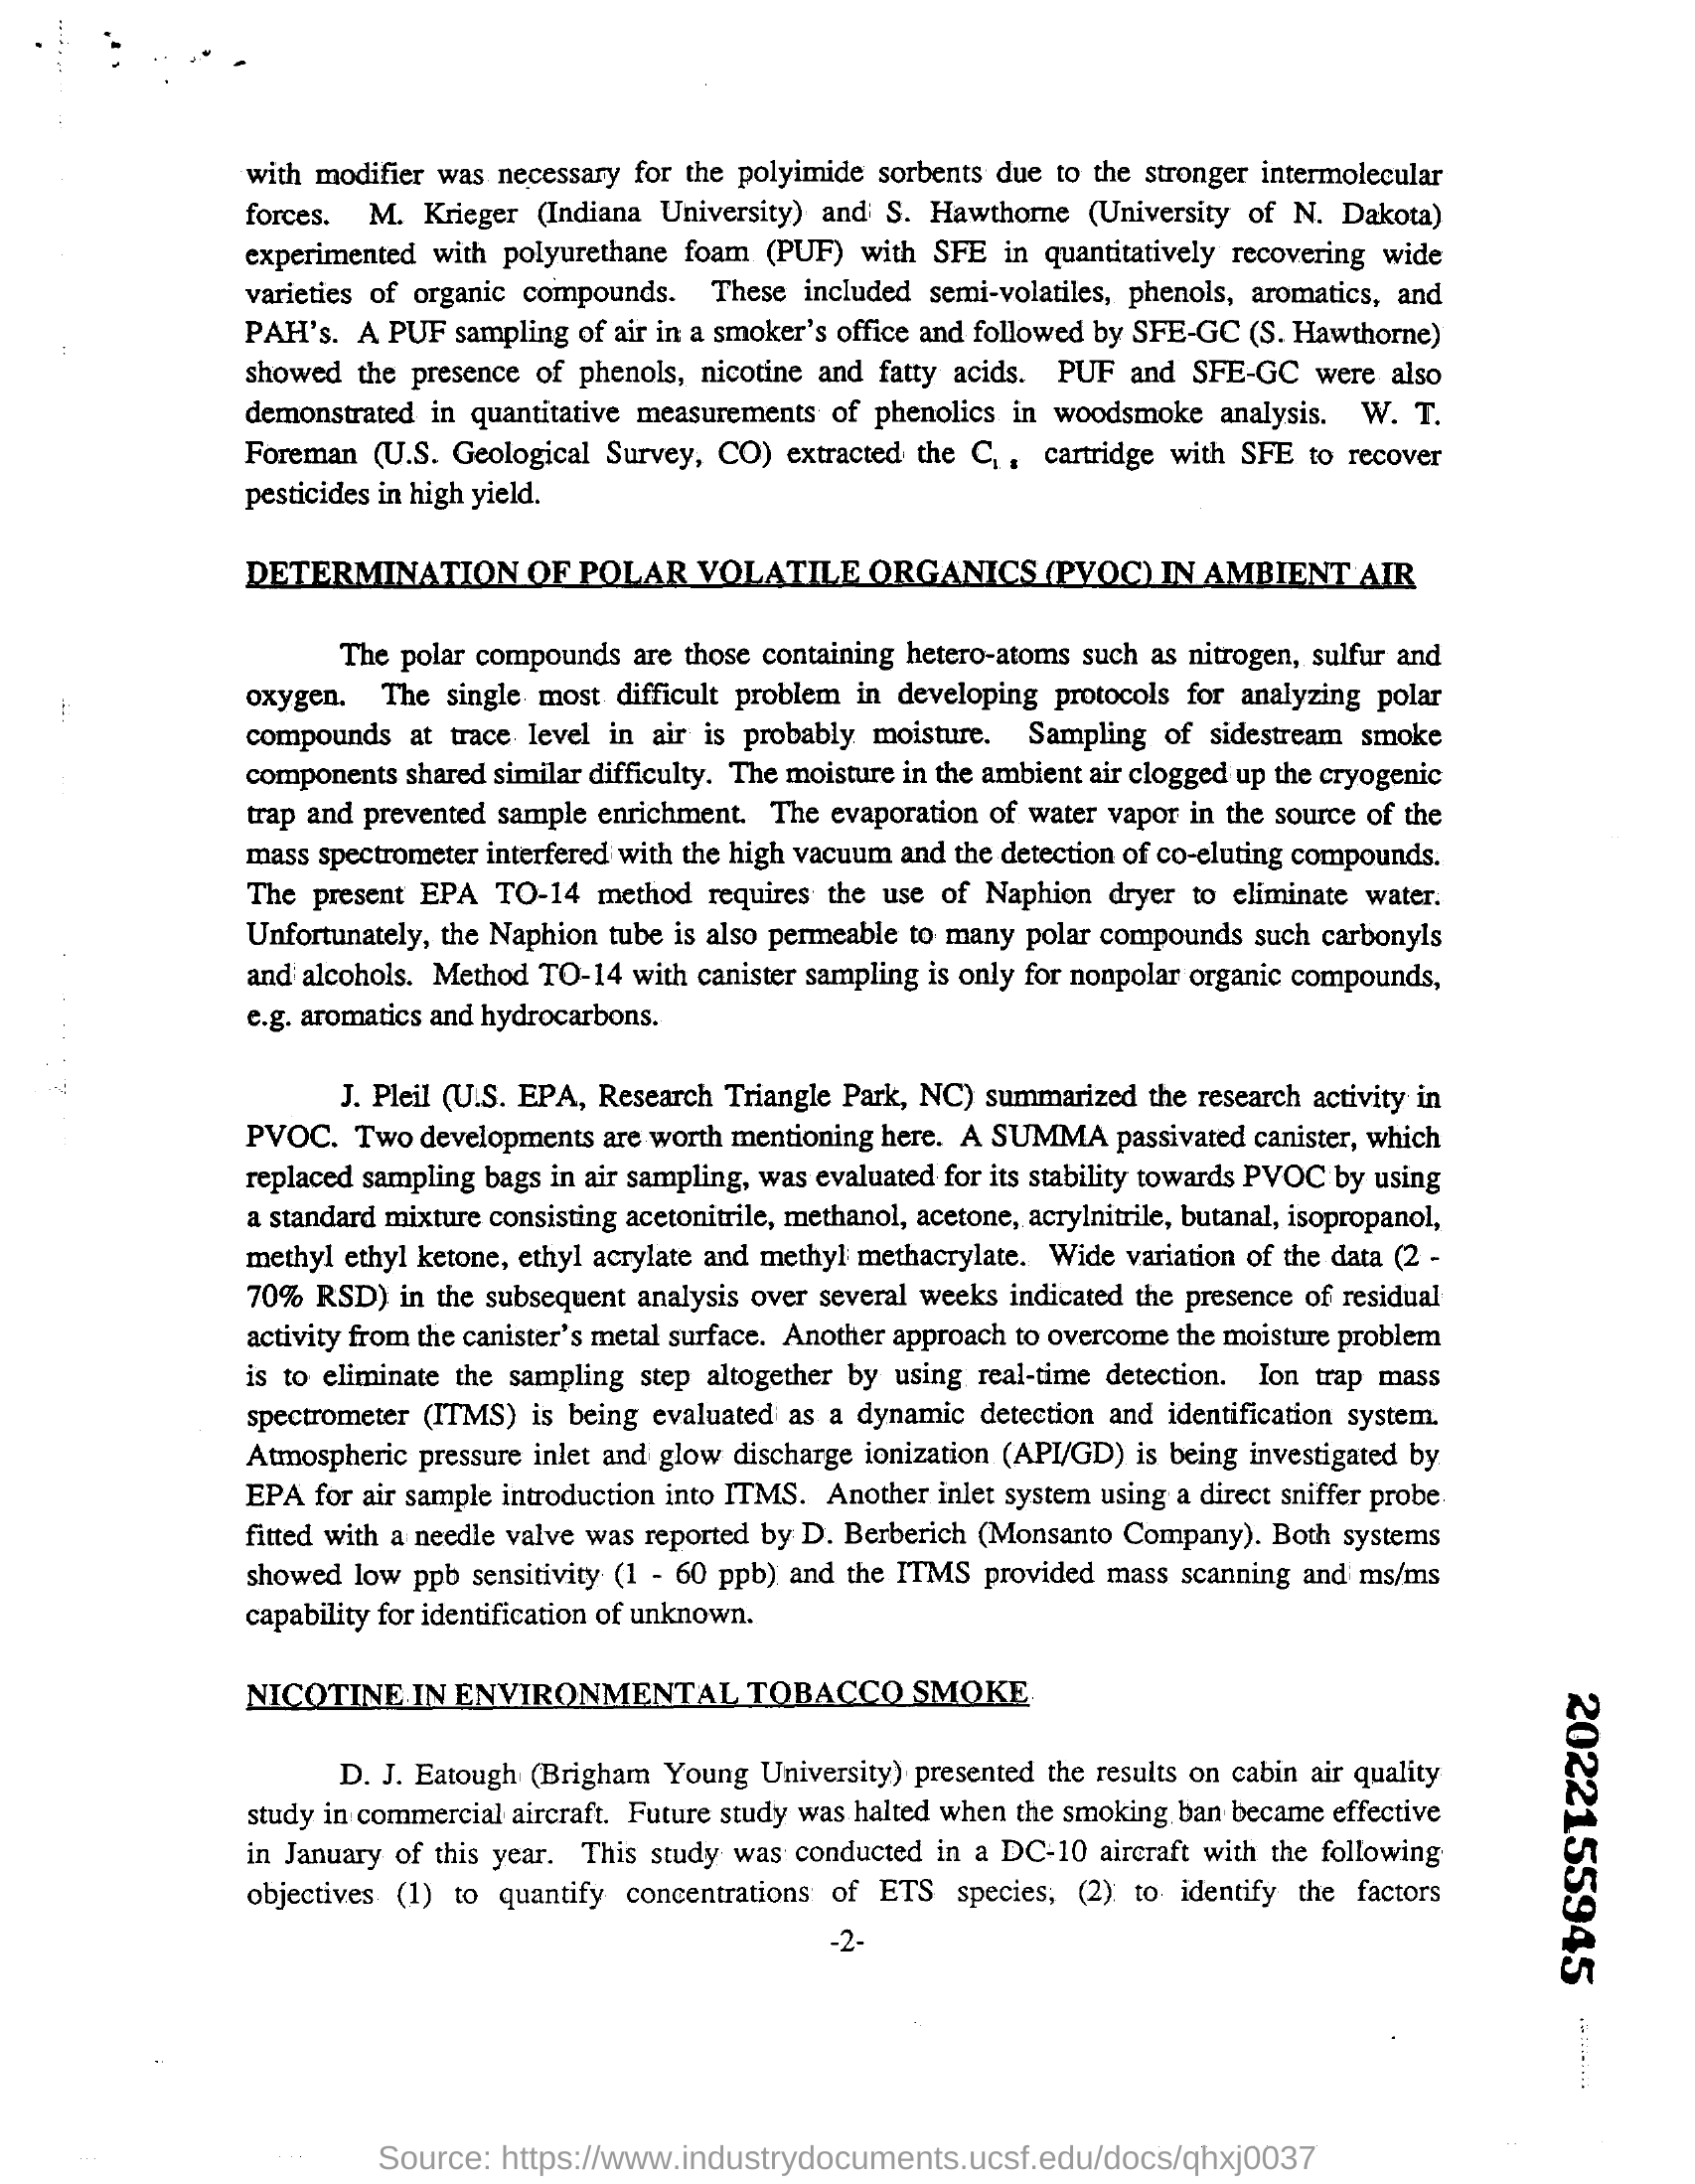 with modifier was necessary for the polyimide sorbents due to the stronger intermolecular
forces. M. Krieger (Indiana University) and S. Hawthorne (University of N. Dakota)
experimented with polyurethane foam (PUF) with SFE in quantitatively recovering wide
varieties of organic compounds. These included semi-volatiles, phenols, aromatics, and
PAH's. A PUF sampling of air in a smoker's office and followed by SFE-GC (S. Hawthorne)
showed the presence of phenols, nicotine and fatty acids. PUF and SFE-GC were also
demonstrated in quantitative measurements of phenolics in woodsmoke analysis. W. T.
Foreman (U.S. Geological Survey, CO) extracted the C₁₈ cartridge with SFE to recover
pesticides in high yield.
DETERMINATION OF POLAR VOLATILE ORGANICS (PVOC) IN AMBIENT AIR
The polar compounds are those containing hetero-atoms such as nitrogen, sulfur and
oxygen. The single most difficult problem in developing protocols for analyzing polar
compounds at trace level in air is probably moisture. Sampling of sidestream smoke
components shared similar difficulty. The moisture in the ambient air clogged up the cryogenic
trap and prevented sample enrichment. The evaporation of water vapor in the source of the
mass spectrometer interfered with the high vacuum and the detection of co-eluting compounds.
The present EPA TO-14 method requires the use of Naphion dryer to eliminate water.
Unfortunately, the Naphion tube is also permeable to many polar compounds such carbonyls
and alcohols. Method TO-14 with canister sampling is only for nonpolar organic compounds,
e.g. aromatics and hydrocarbons.
J. Pleil (U.S. EPA, Research Triangle Park, NC) summarized the research activity in
PVOC. Two developments are worth mentioning here. A SUMMA passivated canister, which
replaced sampling bags in air sampling, was evaluated for its stability towards PVOC by using
a standard mixture consisting acetonitrile, methanol, acetone, acrylnitrile, butanal, isopropanol,
methyl ethyl ketone, ethyl acrylate and methyl methacrylate. Wide variation of the data (2 -
70% RSD) in the subsequent analysis over several weeks indicated the presence of residual
activity from the canister's metal surface. Another approach to overcome the moisture problem
is to eliminate the sampling step altogether by using real-time detection. Ion trap mass
spectrometer (ITMS) is being evaluated as a dynamic detection and identification system.
Atmospheric pressure inlet and glow discharge ionization (API/GD) is being investigated by
EPA for air sample introduction into ITMS. Another inlet system using a direct sniffer probe
fitted with a needle valve was reported by D. Berberich (Monsanto Company). Both systems
showed low ppb sensitivity (1 - 60 ppb) and the ITMS provided mass scanning and ms/ms
capability for identification of unknown.
NICOTINE IN ENVIRONMENTAL TOBACCO SMOKE
D. J. Eatough (Brigham Young University) presented the results on cabin air quality
study in commercial aircraft. Future study was halted when the smoking ban became effective
in January of this year. This study was conducted in a DC-10 aircraft with the following
objectives (1) to quantify concentrations of ETS species, (2) to identify the factors
-2-
2022155945
Source: https://www.industrydocuments.ucsf.edu/docs/qhxj0037